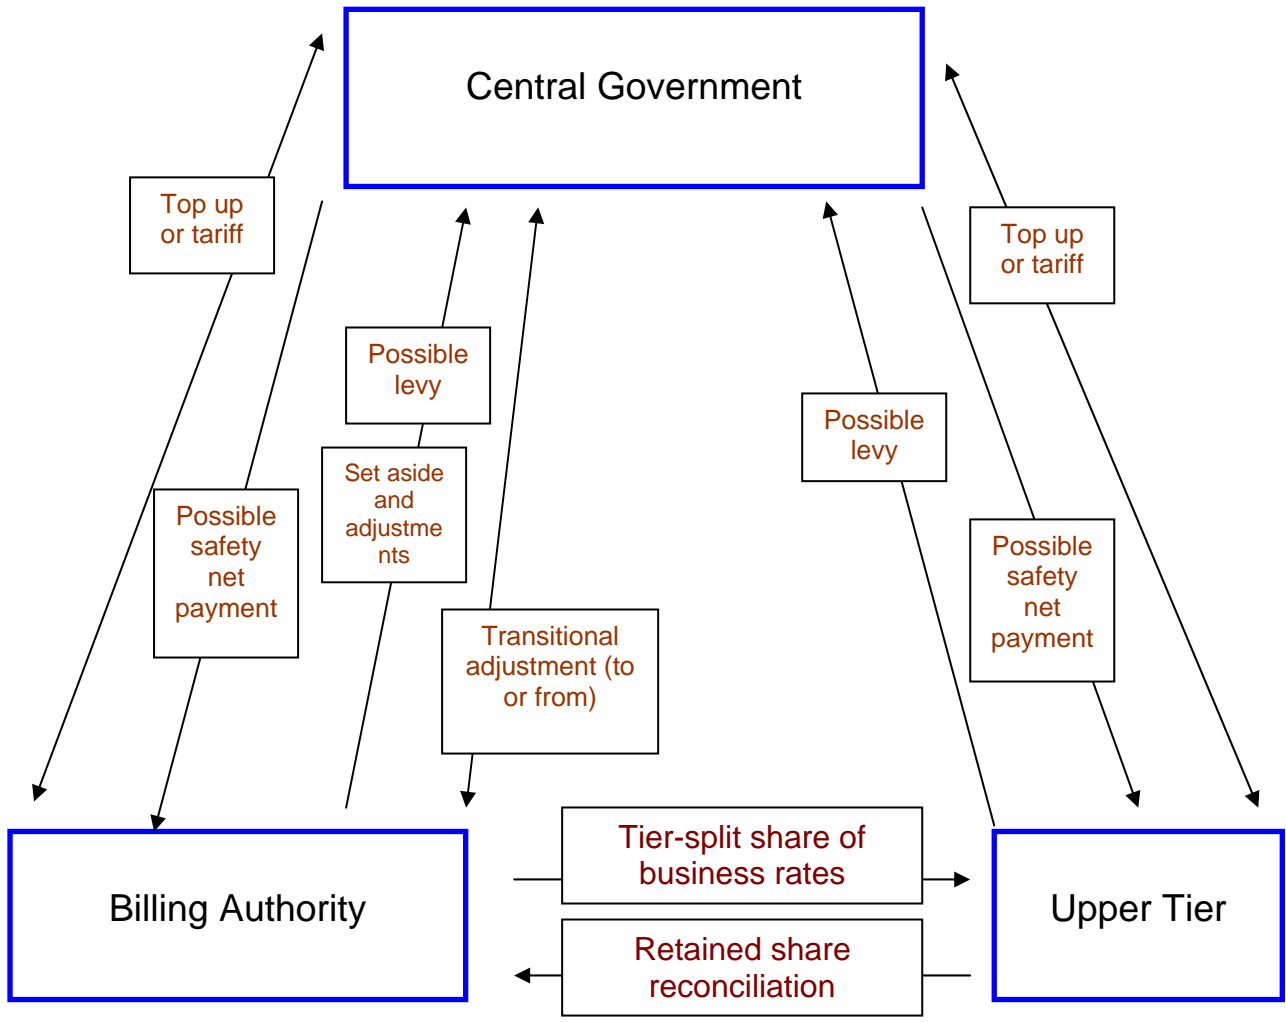 Central Government
Top up
or tariff
Top up
or tariff
Possible
levy
Possible
levy
Set aside
and
adjustme
nts
Possible
safety
net
payment
Possible
safety
net
payment
Transitional
adjustment (to
or from)
Tier-split share of
business rates
Billing Authority
Upper Tier
Retained share
reconciliation